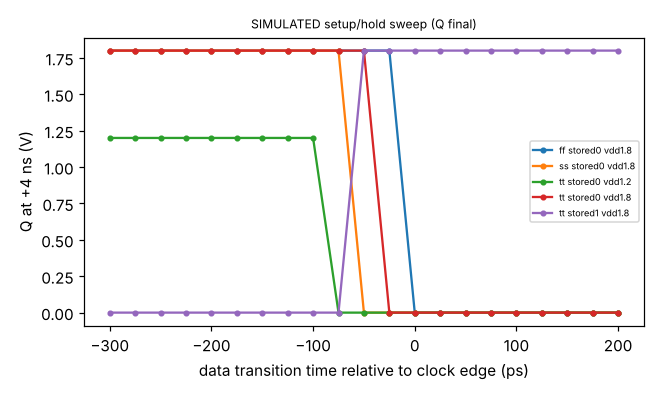 SIMULATED setup/hold sweep (Q final)
Q at +4 ns (V)
1.75
1.50
1.25
1.00
0.75
0.50
0.25
0.00
ff stored0 vdd1.8
ss stored0 vdd1.8
tt stored0 vdd1.2
tt stored0 vdd1.8
tt stored1 vdd1.8
−300
−200
−100
0
100
200
data transition time relative to clock edge (ps)